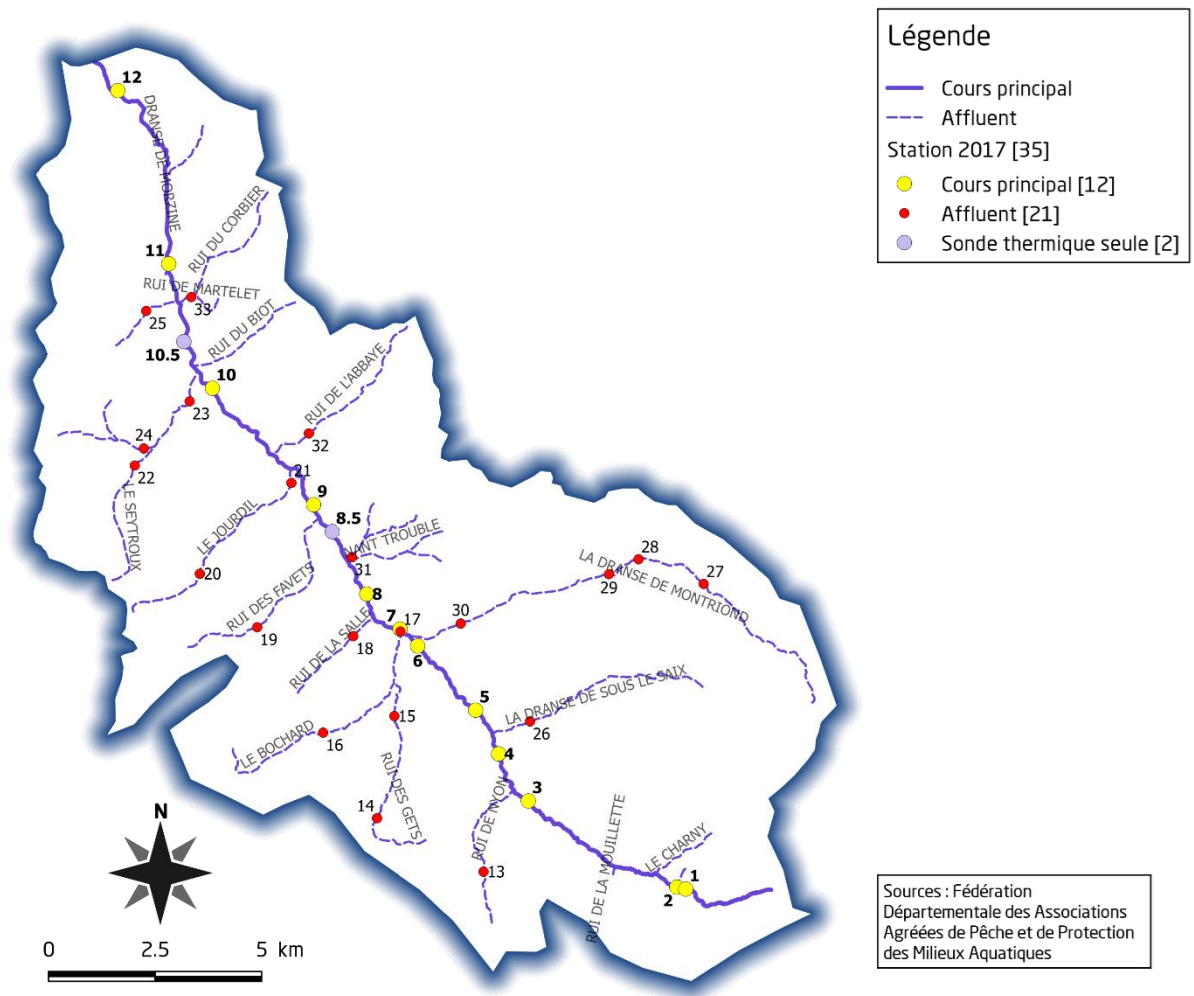 Légende
Cours principal
Affluent
Station 2017 [35]
Cours principal [12]
Affluent [21]
Sonde thermique seule [2]
12
DRANSE DE MORZINE
RUI DU CORBIER
11
RUI DE MARTELET
33
25
RUI DU BIOT
10.5
10
RUI DE L'ABBAYE
23
32
24
22
21
LE SEYTROUX
9
8.5
LE JOURDIL
NANT TROUBLE
31
20
28
LA DRANSE DE MONTRIOND
27
29
RUI DES FAVETS
8
19
7
17
30
RUI DE LA SALLE
18
6
5
LA DRANSE DE SOUS LE SAIX
15
26
LE BOCHARD
16
4
RUI DES GETS
3
14
RUI DE NYON
RUI DE LA MOUILLETTE
LE CHARNY
13
1
2
N
0 2.5 5 km
Sources : Fédération
Départementale des Associations
Agréées de Pêche et de Protection
des Milieux Aquatiques